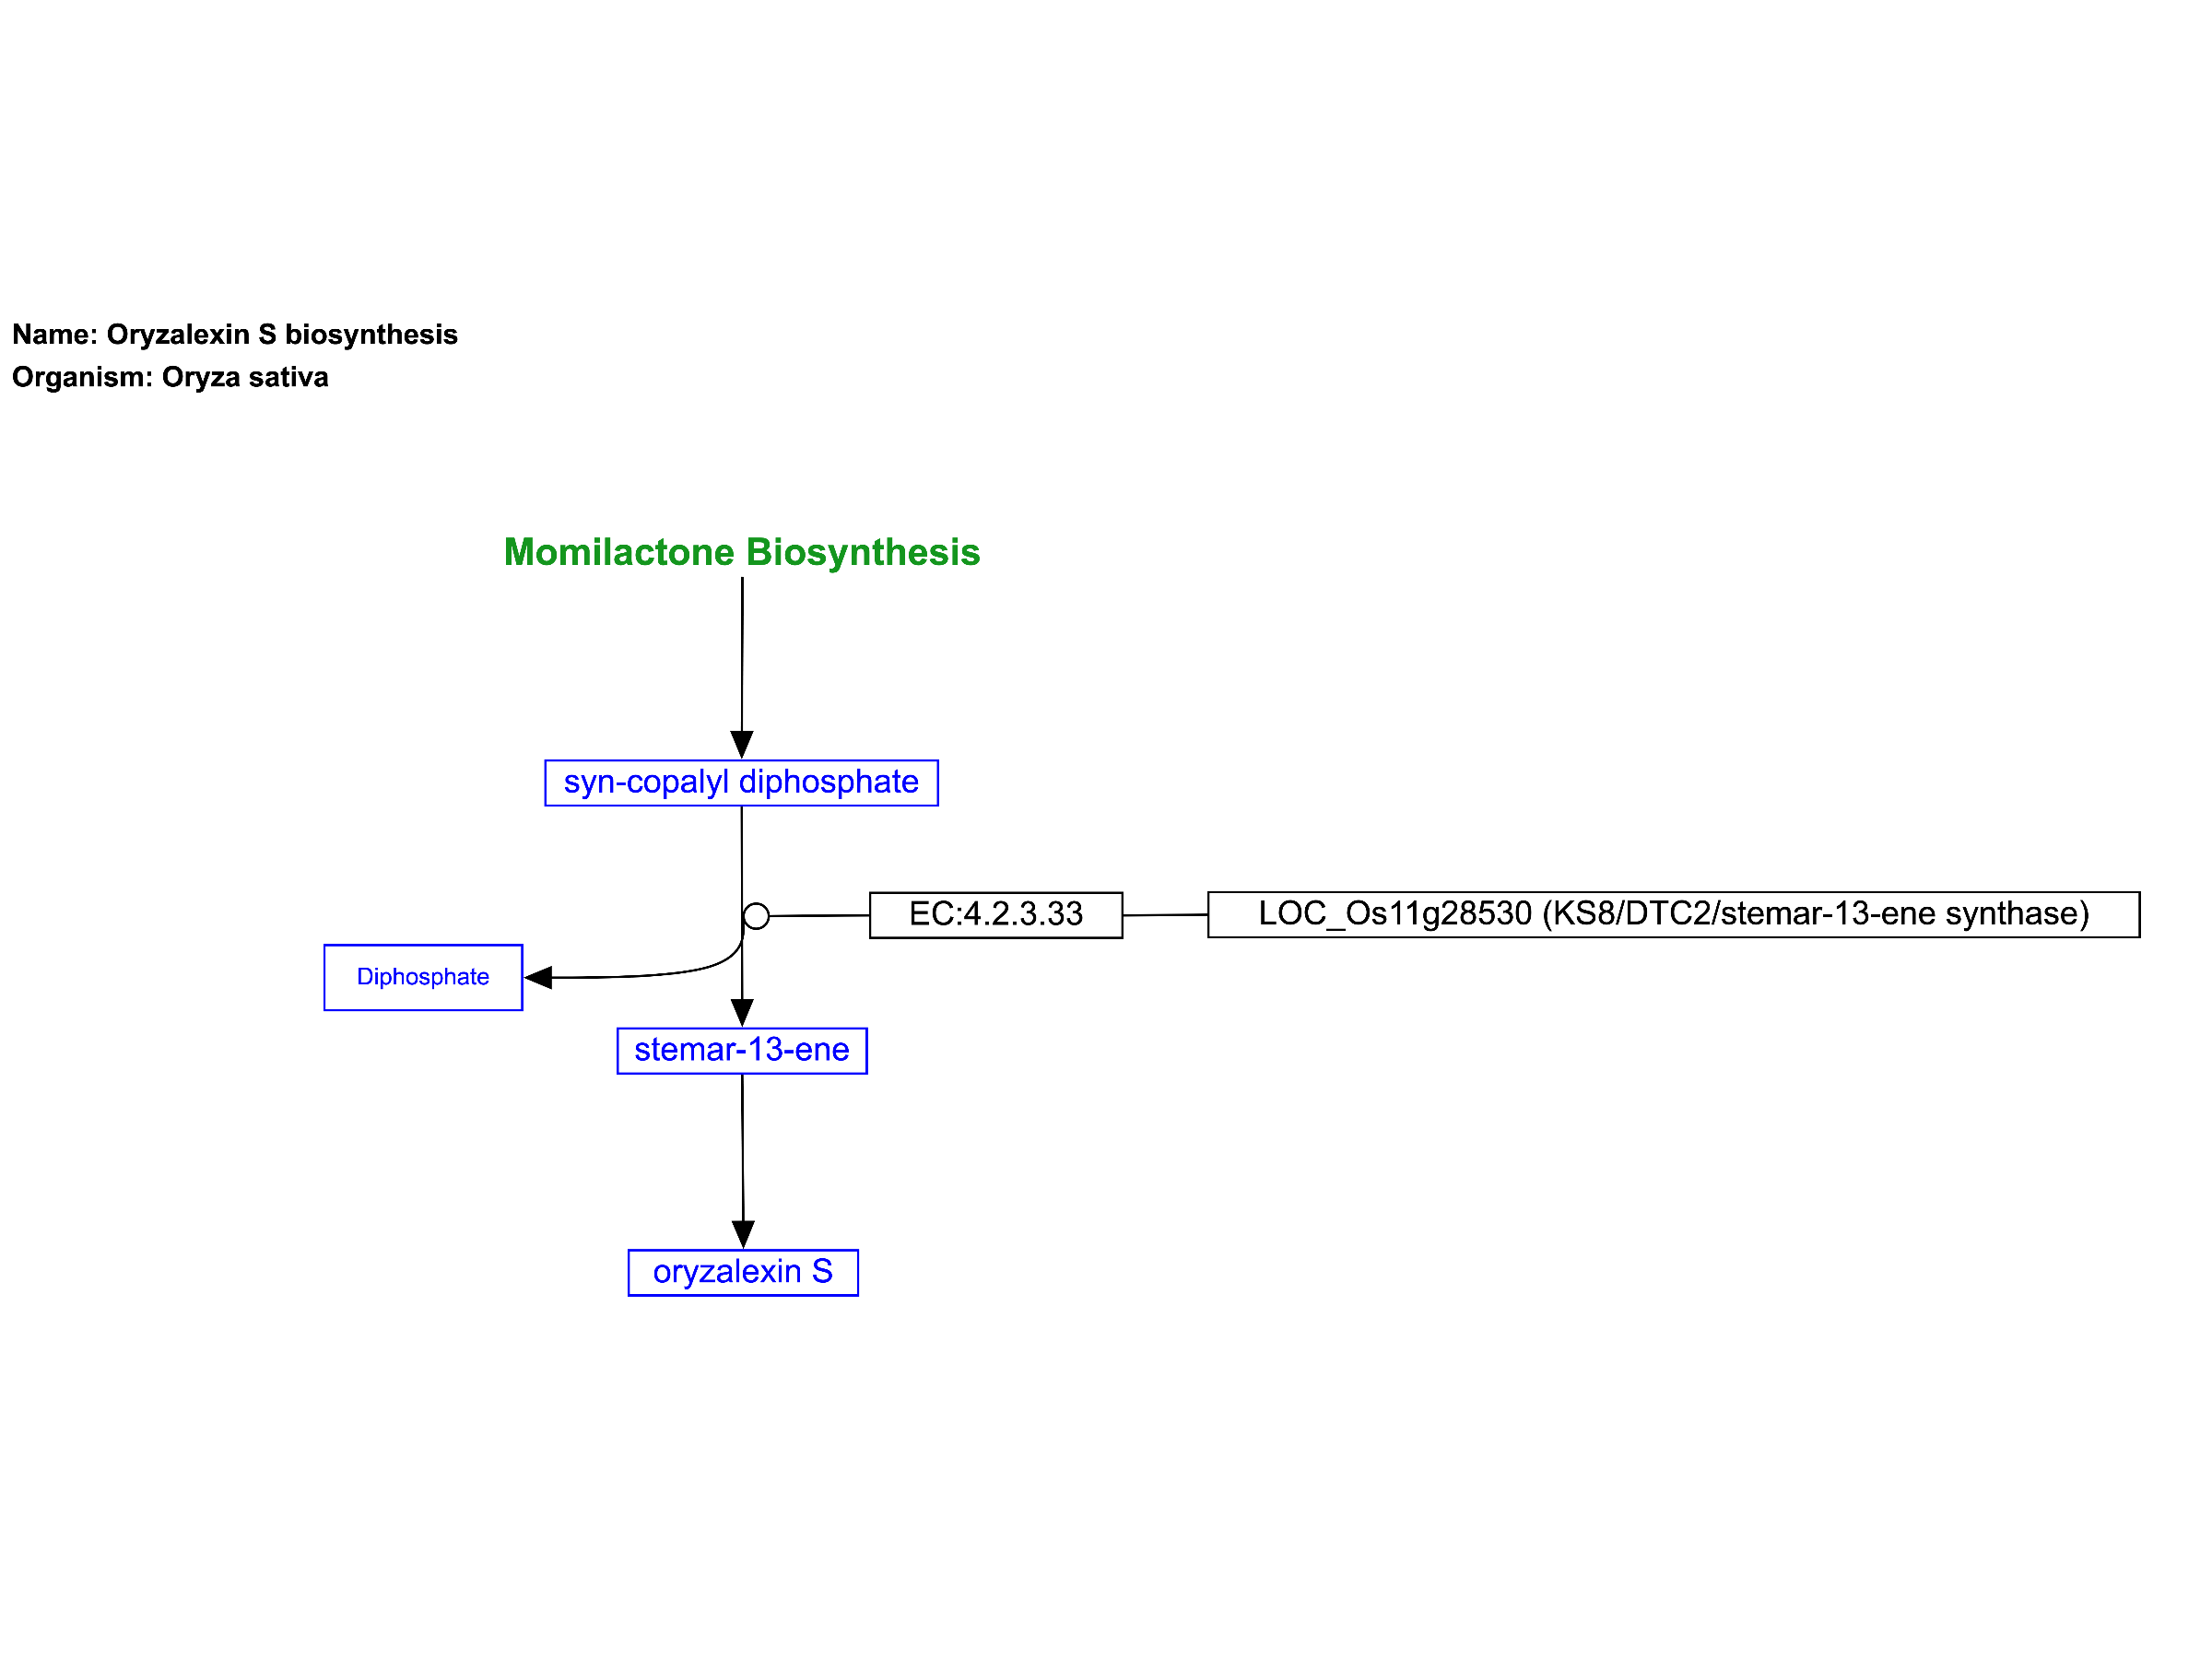 Name: Oryzalexin S biosynthesis
Organism: Oryza sativa
Momilactone Biosynthesis
syn-copalyl diphosphate
EC:4.2.3.33
LOC_Os11g28530 (KS8/DTC2/stemar-13-ene synthase)
Diphosphate
stemar-13-ene
oryzalexin S